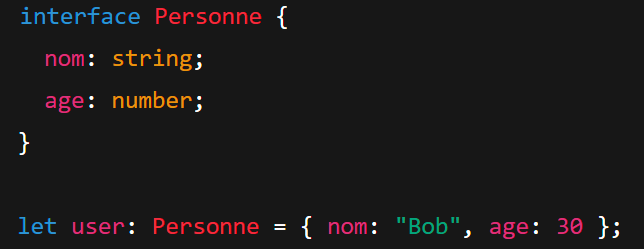 interface Personne {
  nom: string;
  age: number;
}
let user: Personne = { nom: "Bob", age: 30 };